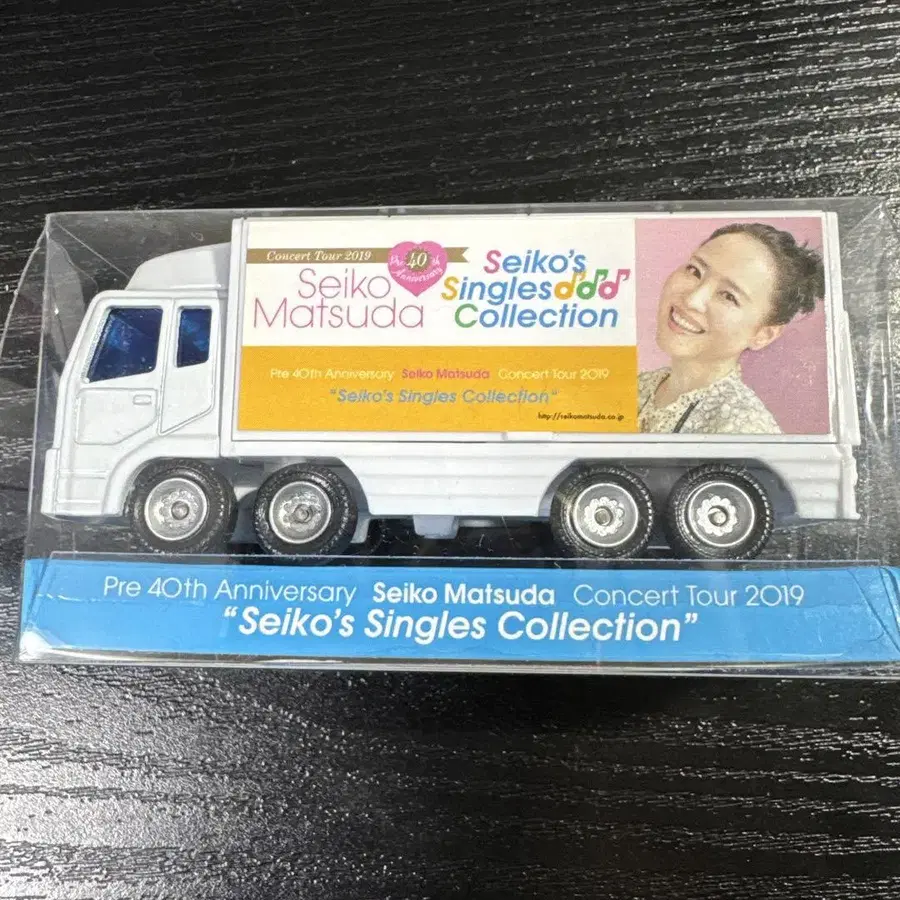 Concert Tour 2019
Pre 40th Anniversary
Seiko Matsuda
Seiko's Singles Collection
Pre 40th Anniversary Seiko Matsuda Concert Tour 2019
"Seiko's Singles Collection"
http://seikomatsuda.co.jp
Pre 40th Anniversary Seiko Matsuda Concert Tour 2019
"Seiko's Singles Collection"